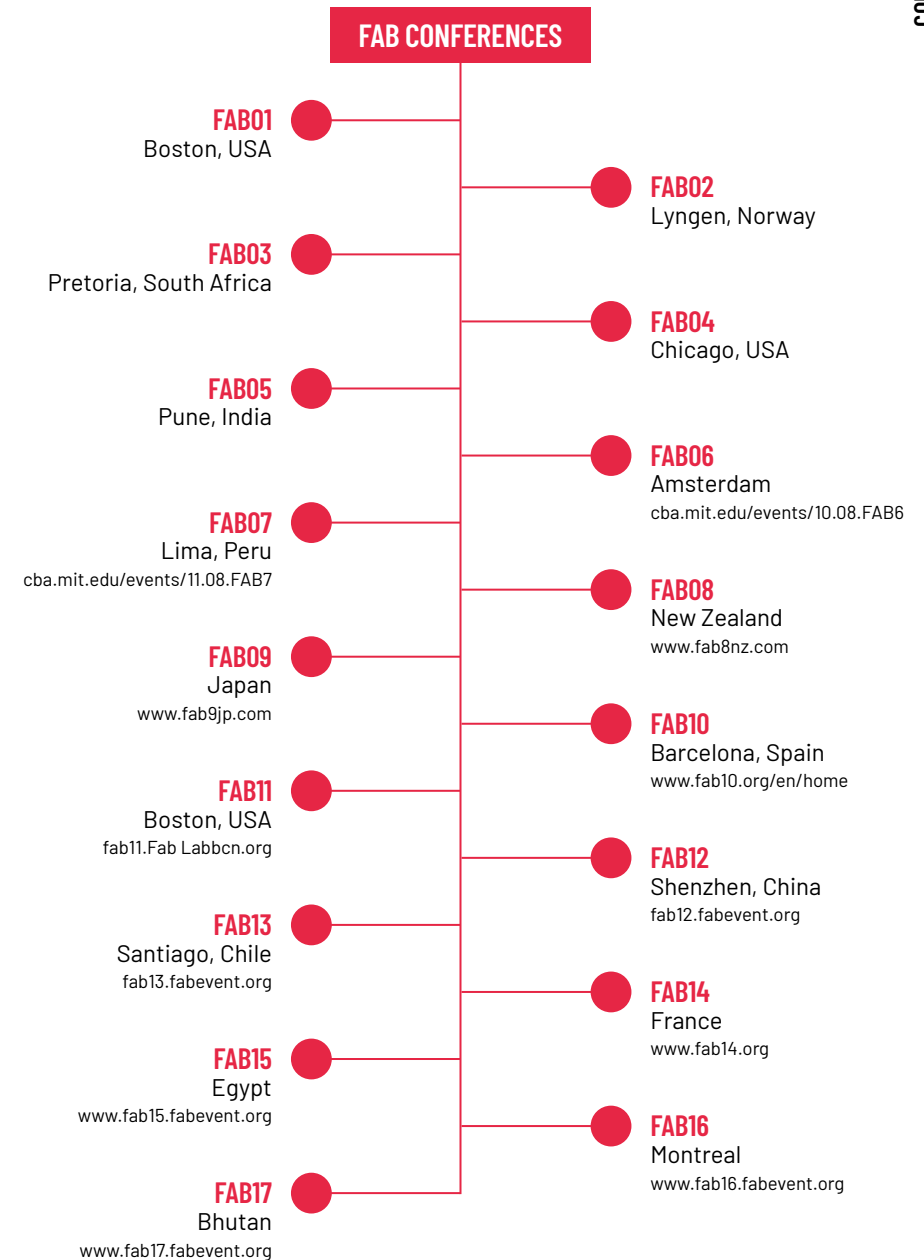 FAB CONFERENCES
FAB01
Boston, USA
FAB02
Lyngen, Norway
FAB03
Pretoria, South Africa
FAB04
Chicago, USA
FAB05
Pune, India
FAB06
Amsterdam
cba.mit.edu/events/10.08.FAB6
FAB07
Lima, Peru
cba.mit.edu/events/11.08.FAB7
FAB08
New Zealand
www.fab8nz.com
FAB09
Japan
www.fab9jp.com
FAB10
Barcelona, Spain
www.fab10.org/en/home
FAB11
Boston, USA
fab11.Fab Labbcn.org
FAB12
Shenzhen, China
fab12.fabevent.org
FAB13
Santiago, Chile
fab13.fabevent.org
FAB14
France
www.fab14.org
FAB15
Egypt
www.fab15.fabevent.org
FAB16
Montreal
www.fab16.fabevent.org
FAB17
Bhutan
www.fab17.fabevent.org